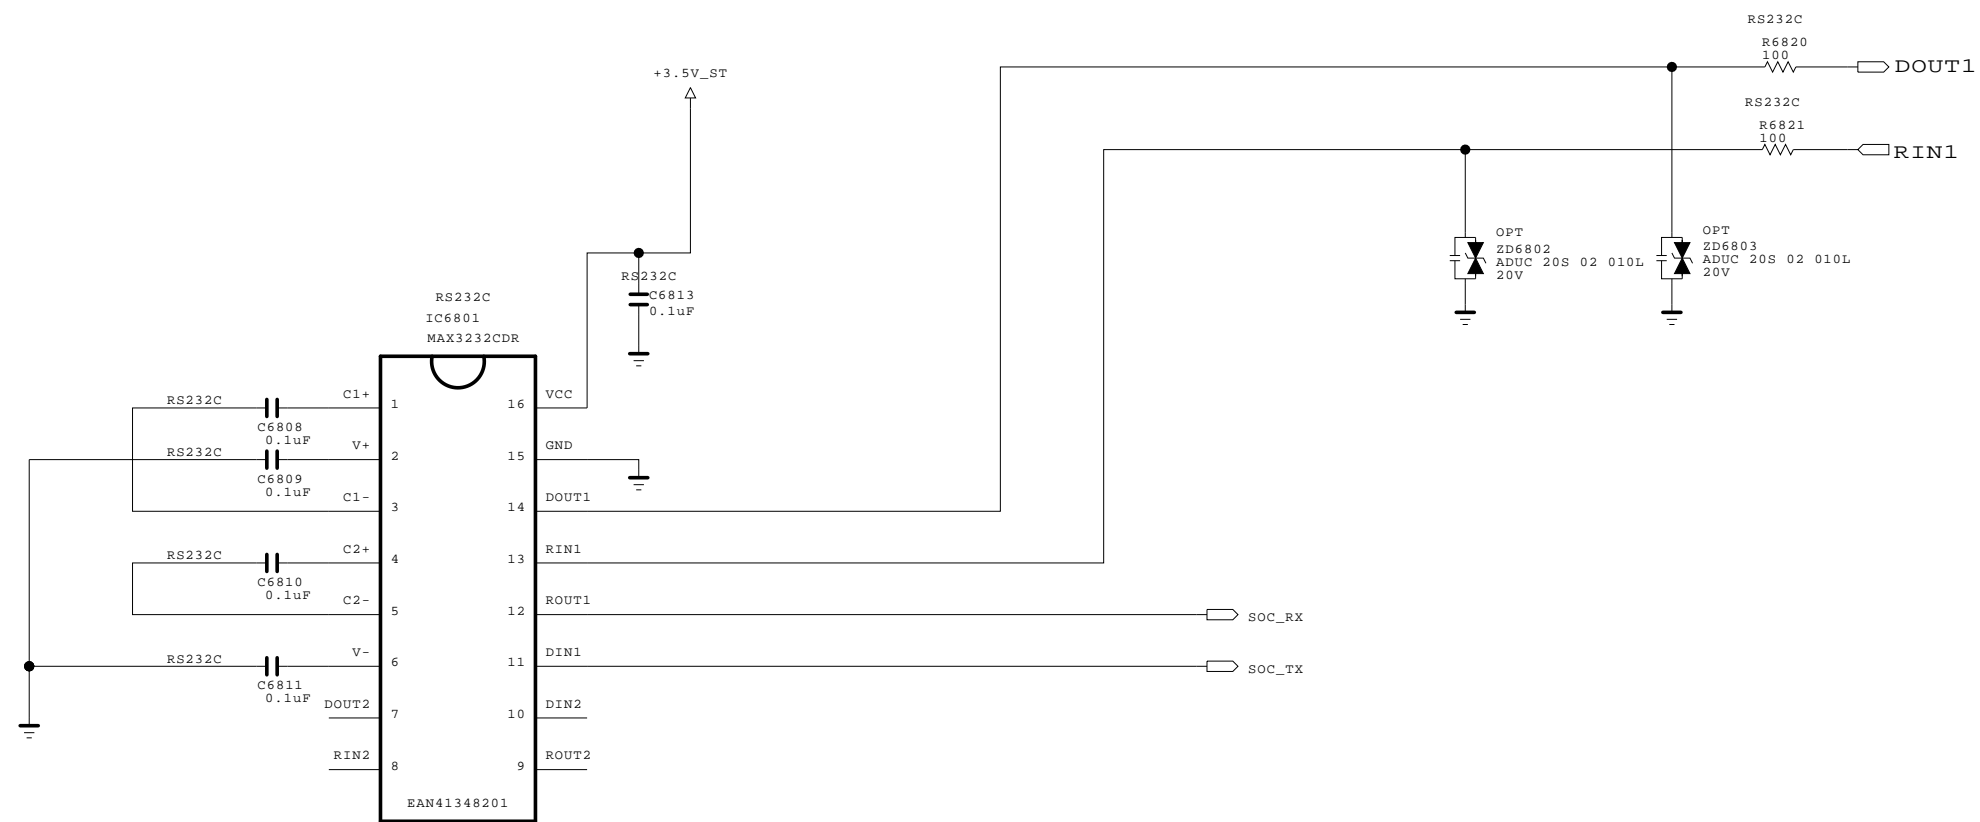 RS232C
R6820
100
DOUT1
+3.5V_ST
RS232C
R6821
100
RIN1
OPT
ZD6802
ADUC 20S 02 010L
20V
OPT
ZD6803
ADUC 20S 02 010L
20V
RS232C
C6813
0.1uF
RS232C
IC6801
MAX3232CDR
RS232C
C6808
0.1uF
C1+
1
16
VCC
RS232C
C6809
0.1uF
V+
2
15
GND
C1-
3
14
DOUT1
RS232C
C6810
0.1uF
C2+
4
13
RIN1
C2-
5
12
ROUT1
SOC_RX
RS232C
C6811
0.1uF
V-
6
11
DIN1
SOC_TX
DOUT2
7
10
DIN2
RIN2
8
9
ROUT2
EAN41348201